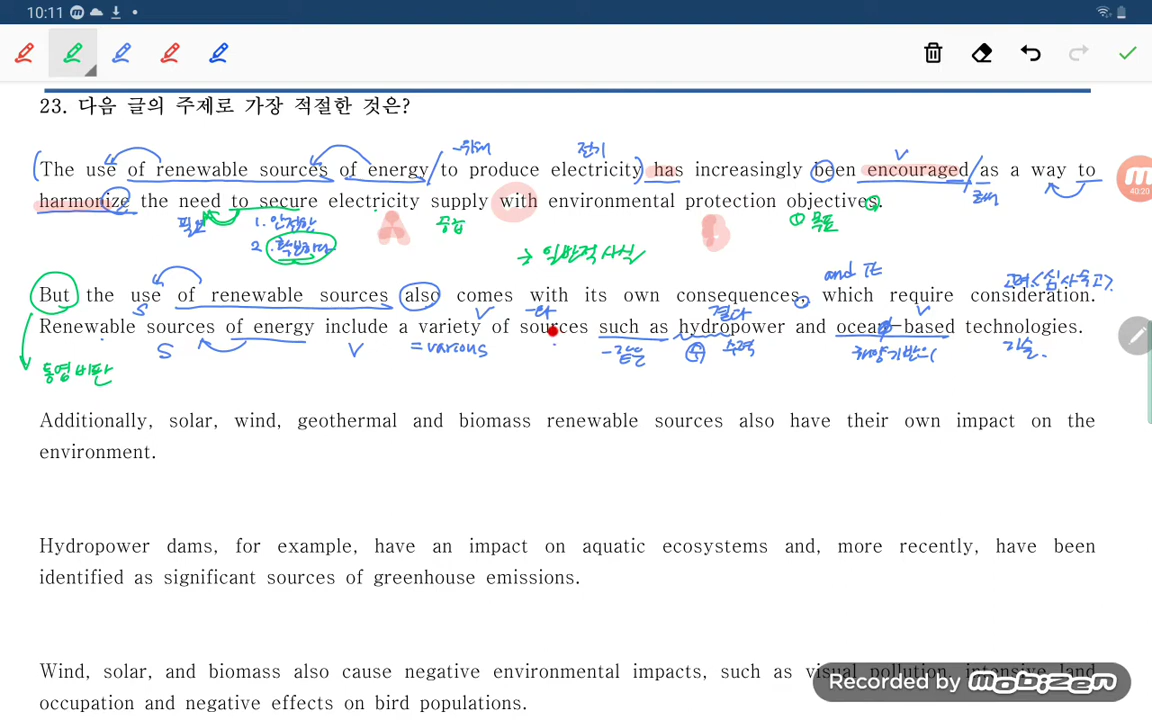 10:11
23. 다음 글의 주제로 가장 적절한 것은?
~위해 전기 V
(The use of renewable sources of energy/to produce electricity) has increasingly been encouraged/as a way to
harmonize the need to secure electricity supply with environmental protection objectives.
필요 1. 안정한 A 공급 B ① 목표
2. 확보하다
→ 일반적 사실
and
But the use of renewable sources also comes with its own consequences, which require consideration.
S V V
Renewable sources of energy include a variety of sources such as hydropower and ocean-based technologies.
S V = various ~같은 수력 기술.
통념 비판
Additionally, solar, wind, geothermal and biomass renewable sources also have their own impact on the
environment.
Hydropower dams, for example, have an impact on aquatic ecosystems and, more recently, have been
identified as significant sources of greenhouse emissions.
Wind, solar, and biomass also cause negative environmental impacts, such as visual pollution, intensive land
occupation and negative effects on bird populations.
Recorded by mobizen
40:20